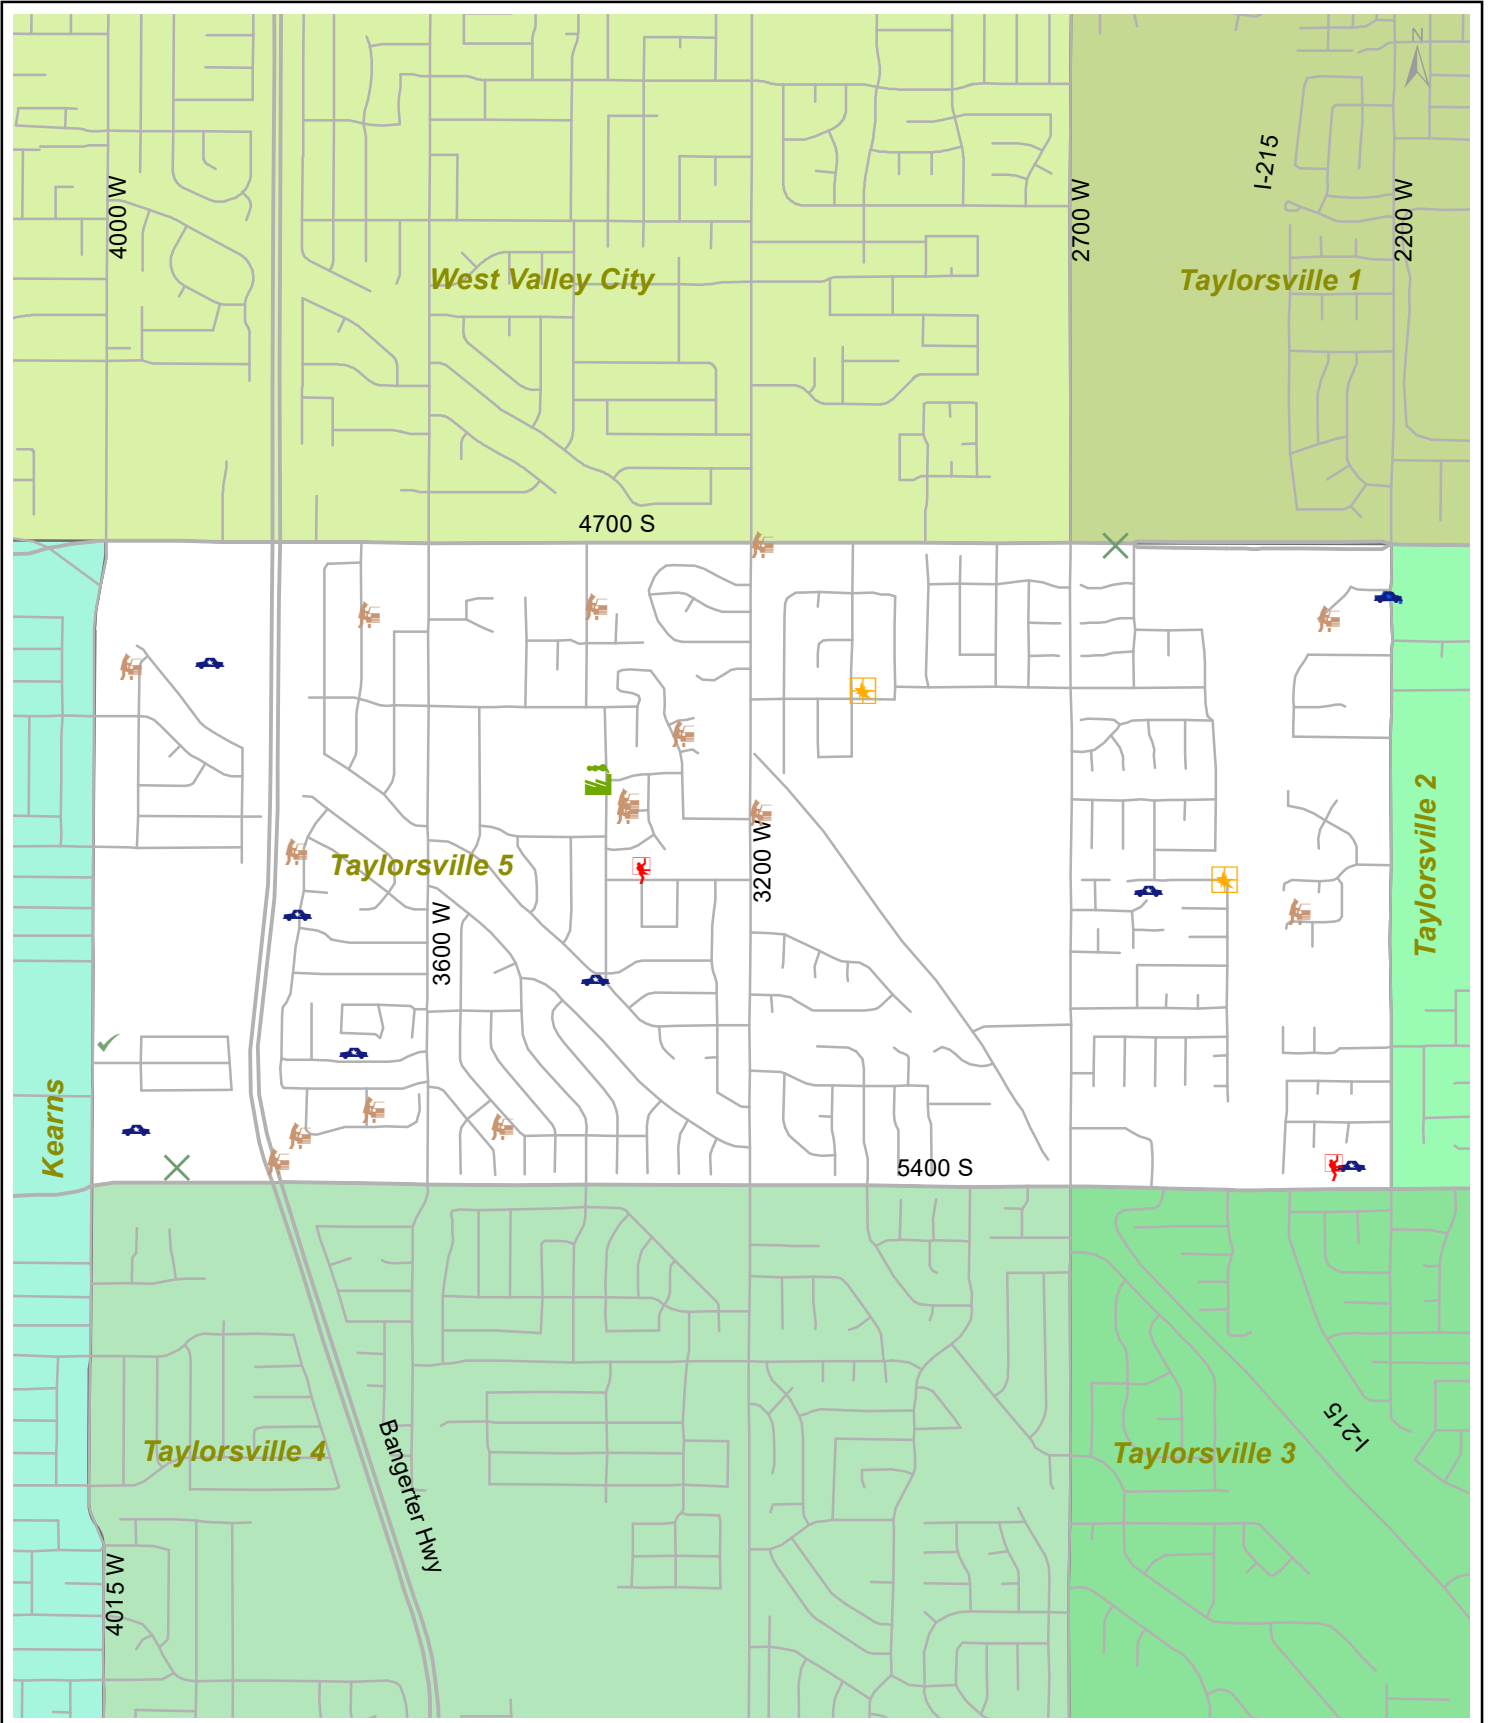 N
I-215
4000 W
2700 W
2200 W
West Valley City
Taylorsville 1
4700 S
Taylorsville 2
3200 W
Taylorsville 5
3600 W
Kearns
5400 S
Taylorsville 4
Bangerter Hwy
Taylorsville 3
I-215
4015 W